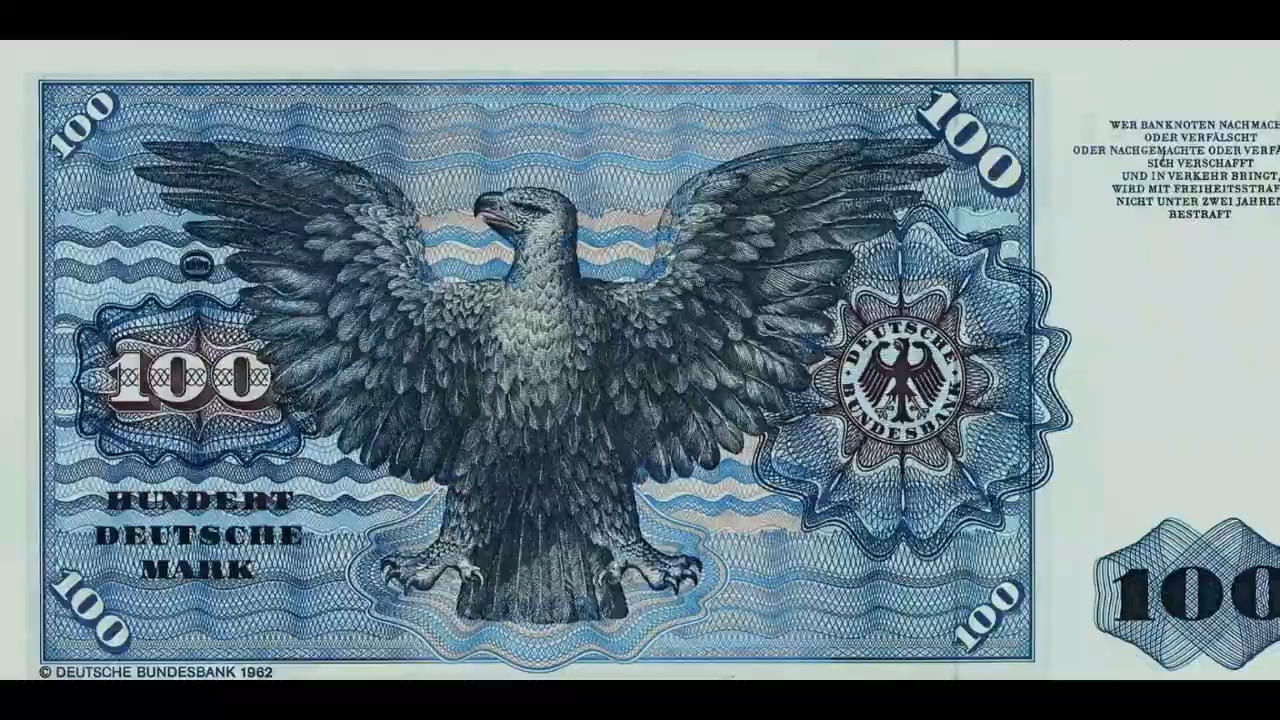 100
100
WER BANKNOTEN NACHMAC
ODER VERFÄLSCHT
ODER NACHGEMACHTE ODER VERFÄ
SICH VERSCHAFFT
UND IN VERKEHR BRINGT,
WIRD MIT FREIHEITSSTRAF
NICHT UNTER ZWEI JAHREN
BESTRAFT
100
DEUTSCHE
BUNDESBANK
HUNDERT
DEUTSCHE
MARK
100
100
100
© DEUTSCHE BUNDESBANK 1962